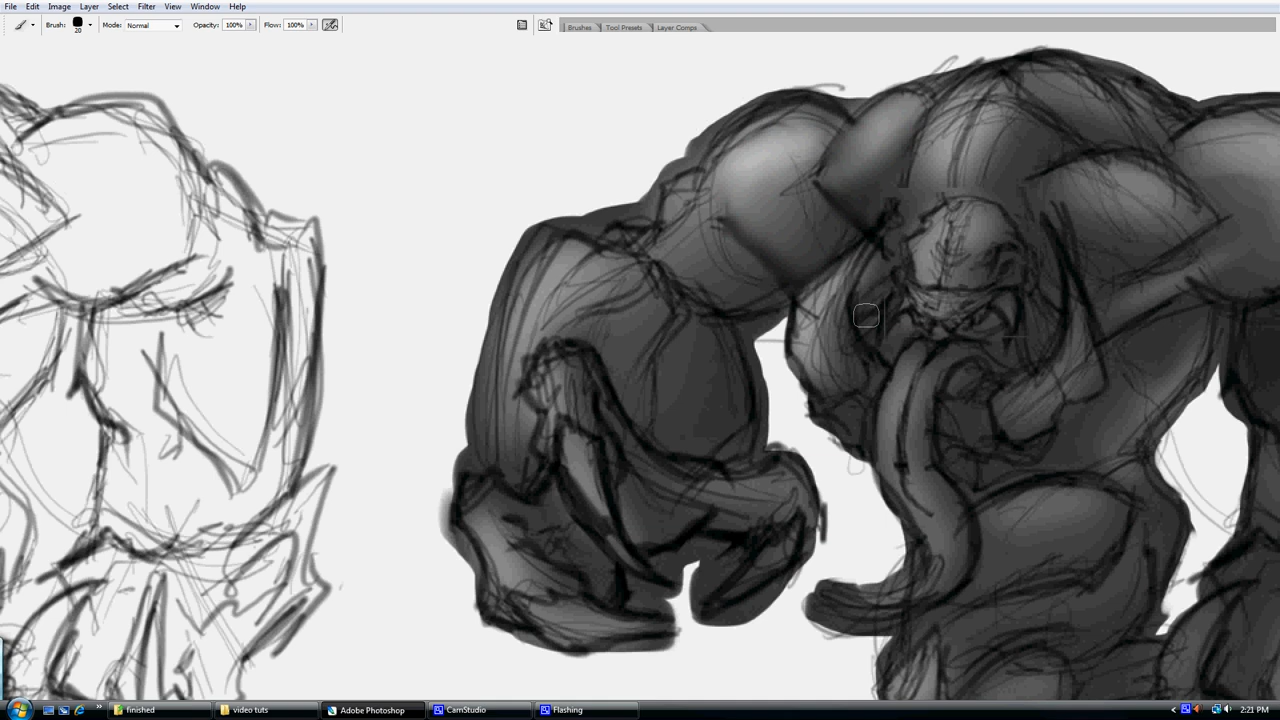 File Edit Image Layer Select Filter View Window Help
Brush: 20 Mode: Normal Opacity: 100% Flow: 100% Brushes Tool Presets Layer Comps
finished video tuts Adobe Photoshop CamStudio Flashing 2:21 PM